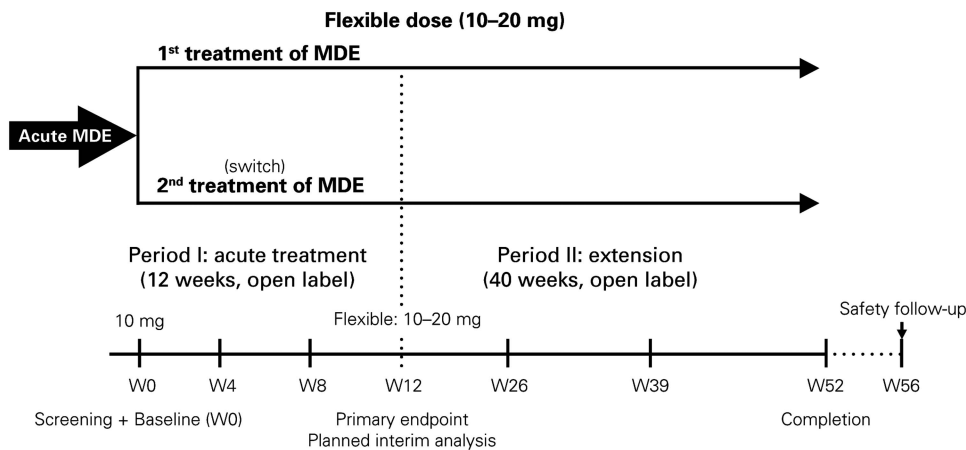 Flexible dose (10–20 mg)
1st treatment of MDE
Acute MDE
(switch)
2nd treatment of MDE
Period I: acute treatment
(12 weeks, open label)
Period II: extension
(40 weeks, open label)
Safety follow-up
10 mg
Flexible: 10–20 mg
W0 W4 W8 W12 W26 W39 W52 W56
Screening + Baseline (W0) Primary endpoint Completion
Planned interim analysis